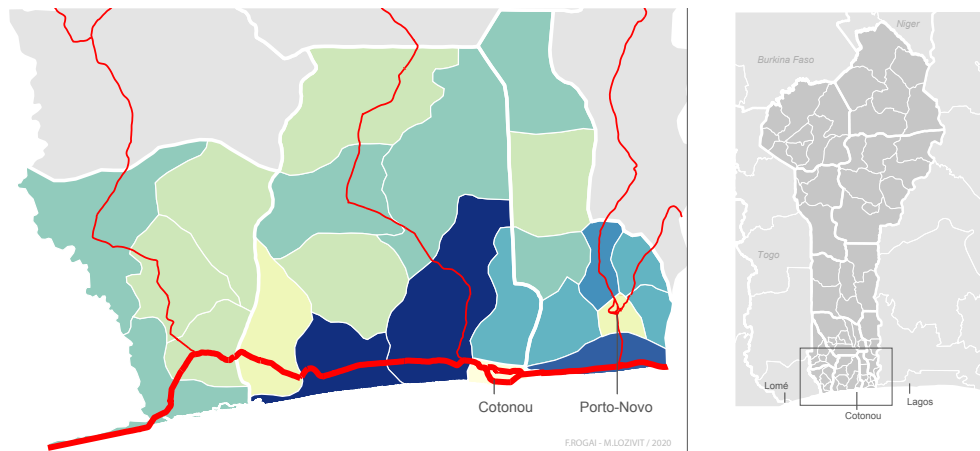 Niger
Burkina Faso
Togo
Lomé
Lagos
Cotonou
Cotonou
Porto-Novo
F.ROGAI - M.LOZIVIT / 2020